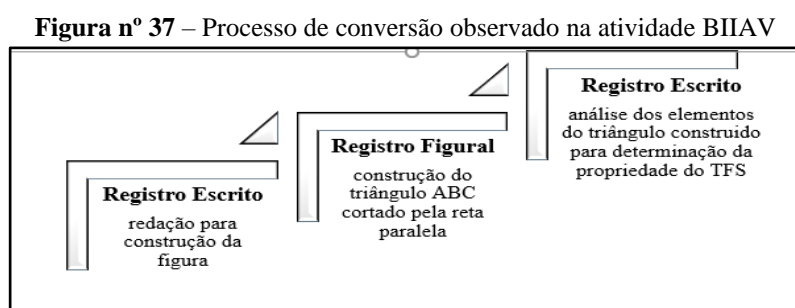 Figura nº 37 – Processo de conversão observado na atividade BIIAV
Registro Escrito
redação para
construção da
figura
Registro Figural
construção do
triângulo ABC
cortado pela reta
paralela
Registro Escrito
análise dos elementos
do triângulo construido
para determinação da
propriedade do TFS